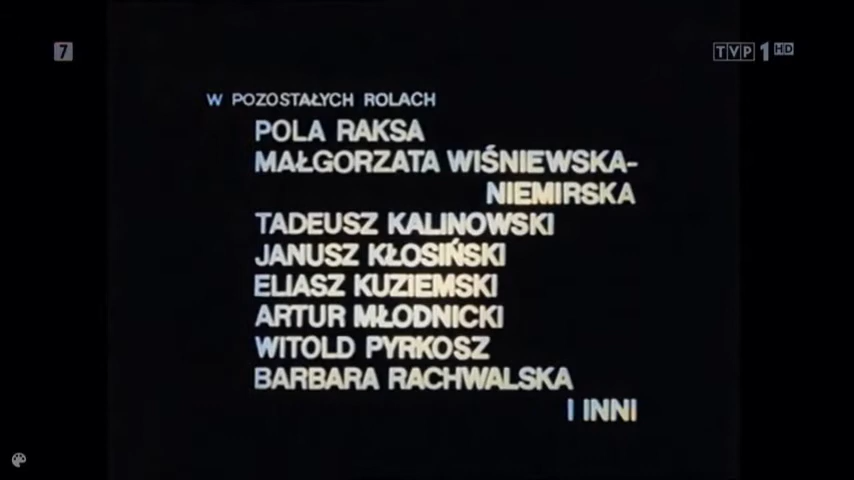 7
TVP 1 HD
W POZOSTAŁYCH ROLACH
POLA RAKSA
MAŁGORZATA WIŚNIEWSKA-
NIEMIRSKA
TADEUSZ KALINOWSKI
JANUSZ KŁOSIŃSKI
ELIASZ KUZIEMSKI
ARTUR MŁODNICKI
WITOLD PYRKOSZ
BARBARA RACHWALSKA
I INNI